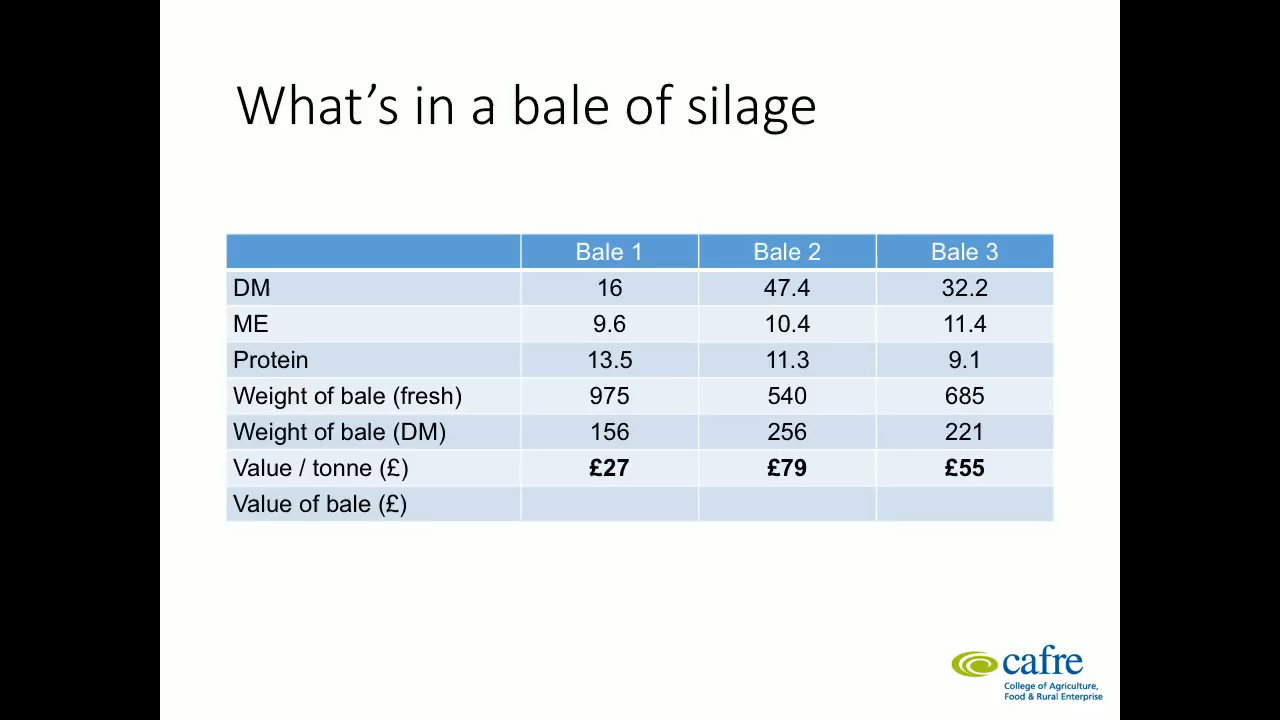 What's in a bale of silage
Bale 1 Bale 2 Bale 3
DM 16 47.4 32.2
ME 9.6 10.4 11.4
Protein 13.5 11.3 9.1
Weight of bale (fresh) 975 540 685
Weight of bale (DM) 156 256 221
Value / tonne (£) £27 £79 £55
Value of bale (£)
cafre
College of Agriculture,
Food & Rural Enterprise